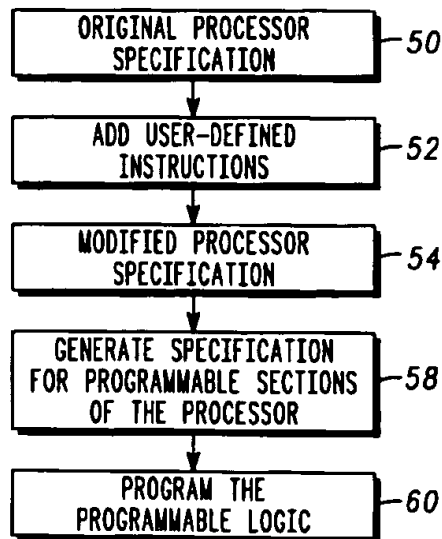 ORIGINAL PROCESSOR
SPECIFICATION
50
ADD USER-DEFINED
INSTRUCTIONS
52
MODIFIED PROCESSOR
SPECIFICATION
54
GENERATE SPECIFICATION
FOR PROGRAMMABLE SECTIONS
OF THE PROCESSOR
58
PROGRAM THE
PROGRAMMABLE LOGIC
60